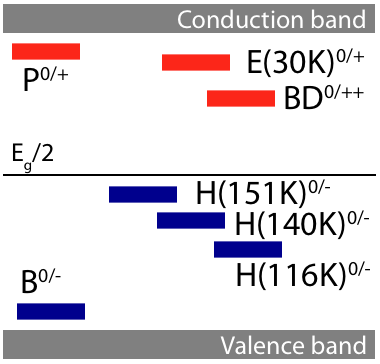 Conduction band
P0/+
E(30K)0/+
BD0/++
Eg/2
H(151K)0/-
H(140K)0/-
H(116K)0/-
B0/-
Valence band